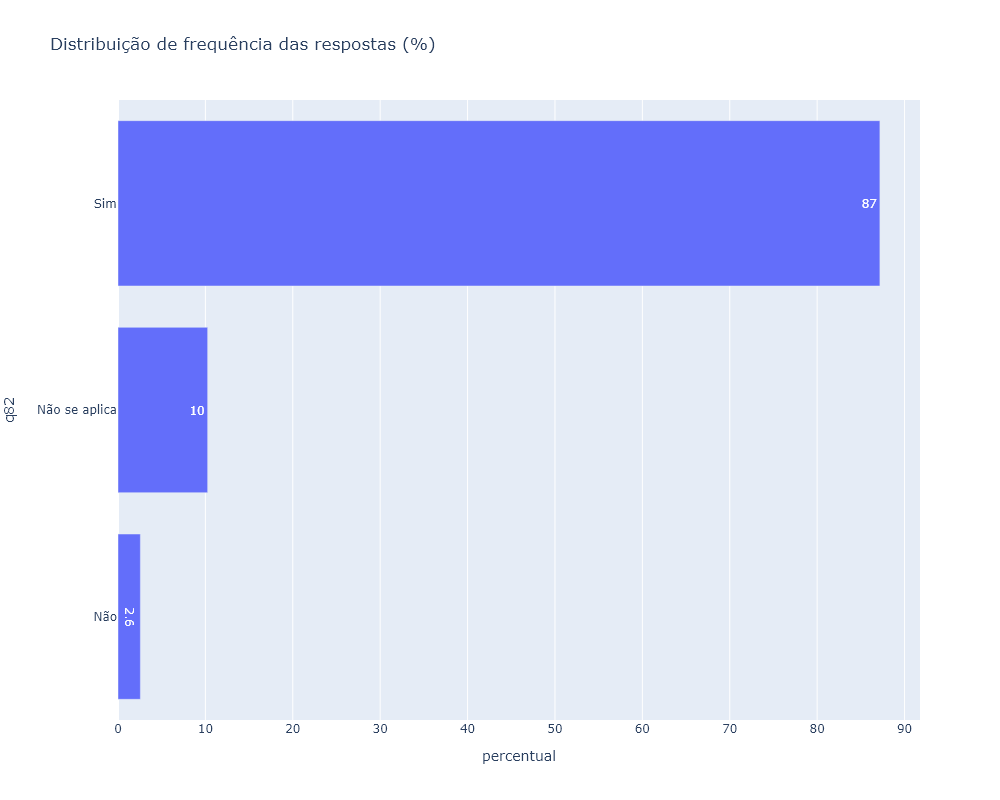 Distribuição de frequência das respostas (%)
Sim
87
Não se aplica
10
q82
Não
2.6
0 10 20 30 40 50 60 70 80 90
percentual